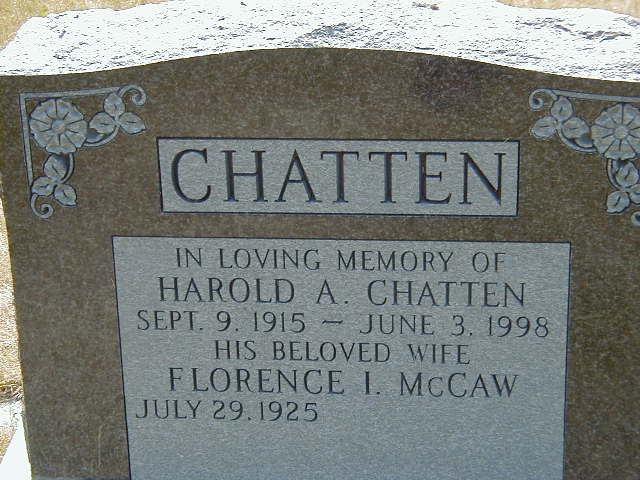 CHATTEN
IN LOVING MEMORY OF
HAROLD A. CHATTEN
SEPT. 9. 1915 – JUNE 3. 1998
HIS BELOVED WIFE
FLORENCE I. McCAW
JULY 29. 1925